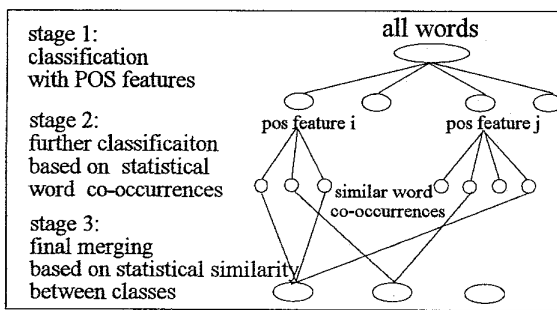 stage 1:
classification
with POS features
all words
pos feature i
pos feature j
stage 2:
further classificaiton
based on statistical
word co-occurrences
similar word
co-occurrences
stage 3:
final merging
based on statistical similarity
between classes